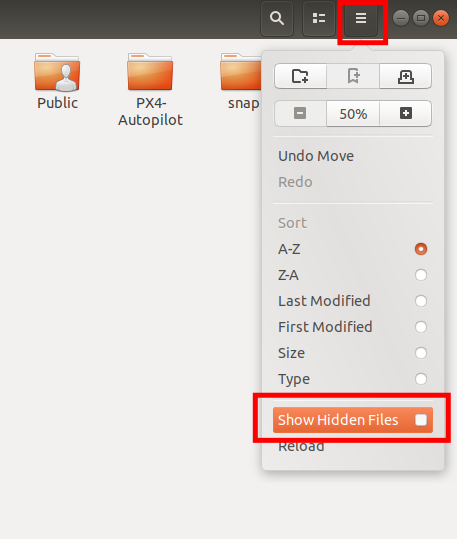 Public
PX4-
Autopilot
snap
50%
Undo Move
Redo
Sort
A-Z
Z-A
Last Modified
First Modified
Size
Type
Show Hidden Files
Reload